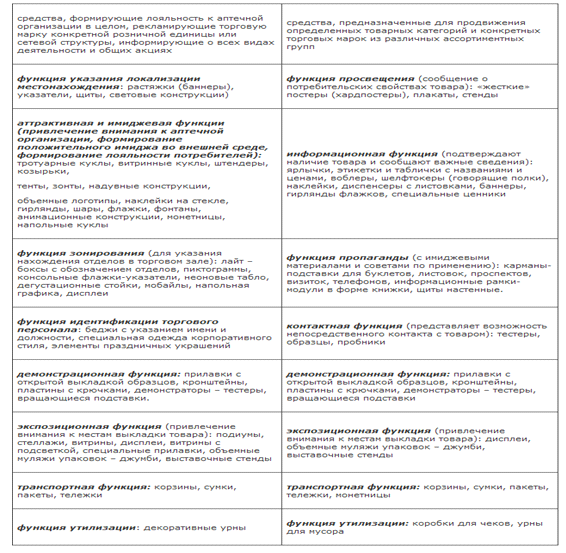 средства, формирующие лояльность к аптечной
организации в целом, рекламирующие торговую
марку конкретной розничной единицы или
сетевой структуры, информирующие о всех видах
деятельности и общих акциях
средства, предназначенные для продвижения
определенных товарных категорий и конкретных
торговых марок из различных ассортиментных
групп
функция указания локализации
местонахождения: растяжки (баннеры),
указатели, щиты, световые конструкции)
функция просвещения (сообщение о
потребительских свойствах товара): «жесткие»
постеры (хардпостеры), плакаты, стенды
аттрактивная и имиджевая функции
(привлечение внимания к аптечной
организации, формирование
положительного имиджа во внешней среде,
формирование лояльности потребителей):
тротуарные куклы, витринные куклы, штендеры,
козырьки,
тенты, зонты, надувные конструкции,
объемные логотипы, наклейки на стекле,
гирлянды, шары, флажки, фонтаны,
анимационные конструкции, монетницы,
напольные куклы
информационная функция (подтверждают
наличие товара и сообщают важные сведения):
ярлычки, этикетки и таблички с названиями и
ценами, воблеры, шелфтокеры (говорящие полки),
наклейки, диспенсеры с листовками, баннеры,
гирлянды флажков, специальные ценники
функция зонирования (для указания
нахождения отделов в торговом зале): лайт –
боксы с обозначением отделов, пиктограммы,
консольные флажки-указатели, неоновые табло,
дегустационные стойки, мобайлы, напольная
графика, дисплеи
функция пропаганды (с имиджевыми
материалами и советами по применению): карманы-
подставки для буклетов, листовок, проспектов,
визиток, телефонов, информационные рамки-
модули в форме книжки, щиты настенные.
функция идентификации торгового
персонала: беджи с указанием имени и
должности, специальная одежда корпоративного
стиля, элементы праздничных украшений
контактная функция (представляет возможность
непосредственного контакта с товаром): тестеры,
образцы, пробники
демонстрационная функция: прилавки с
открытой выкладкой образцов, кронштейны,
пластины с крючками, демонстраторы – тестеры,
вращающиеся подставки.
демонстрационная функция: прилавки с
открытой выкладкой образцов, кронштейны,
пластины с крючками, демонстраторы – тестеры,
вращающиеся подставки
экспозиционная функция (привлечение
внимания к местам выкладки товара): подиумы,
стеллажи, витрины, дисплеи, витрины с
подсветкой, специальные прилавки, объемные
муляжи упаковок – джумби, выставочные стенды
экспозиционная функция (привлечение
внимания к местам выкладки товара): дисплеи,
объемные муляжи упаковок – джумби,
выставочные стенды
транспортная функция: корзины, сумки,
пакеты, тележки
транспортная функция: корзины, сумки, пакеты,
тележки, монетницы
функция утилизации: декоративные урны
функция утилизации: коробки для чеков, урны
для мусора